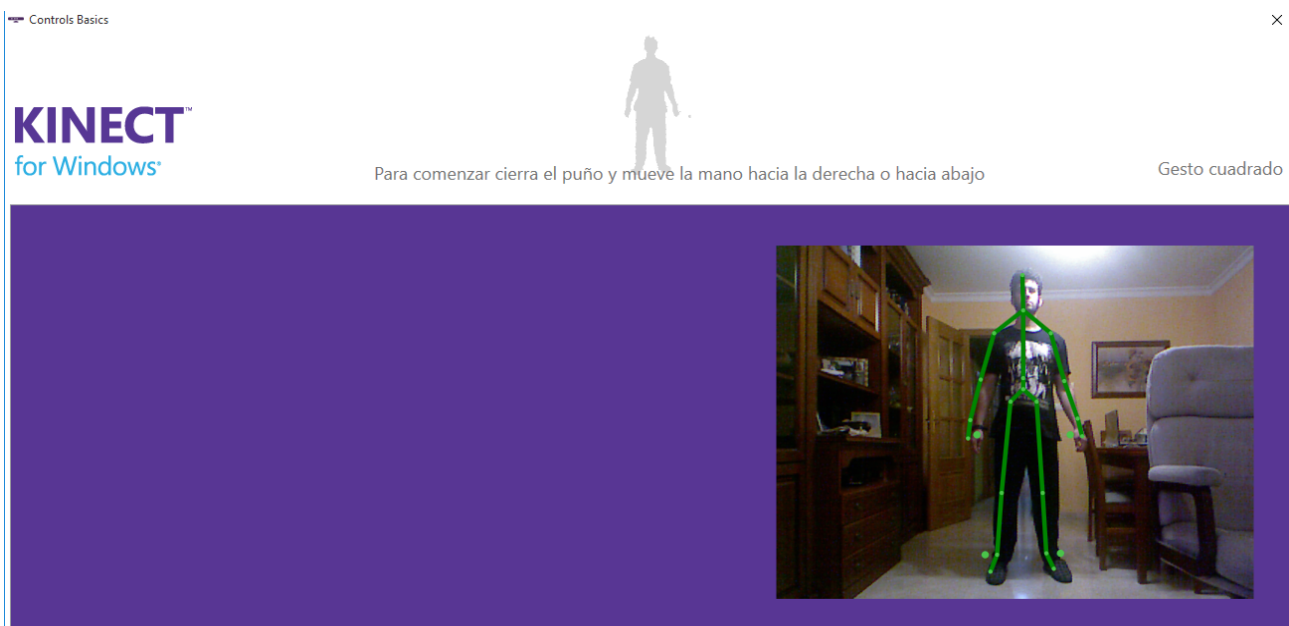 Controls Basics
KINECT™
for Windows®
Para comenzar cierra el puño y mueve la mano hacia la derecha o hacia abajo
Gesto cuadrado